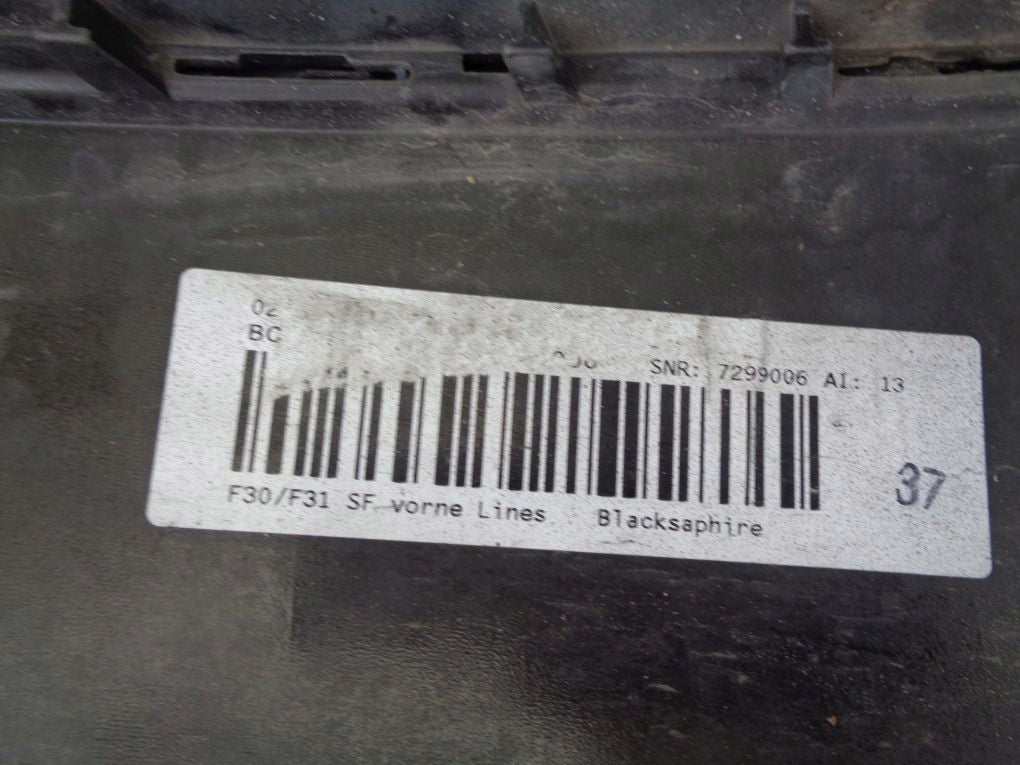 02
BC
SNR: 7299006 AI: 13
37
F30/F31 SF vorne Lines Blacksaphire